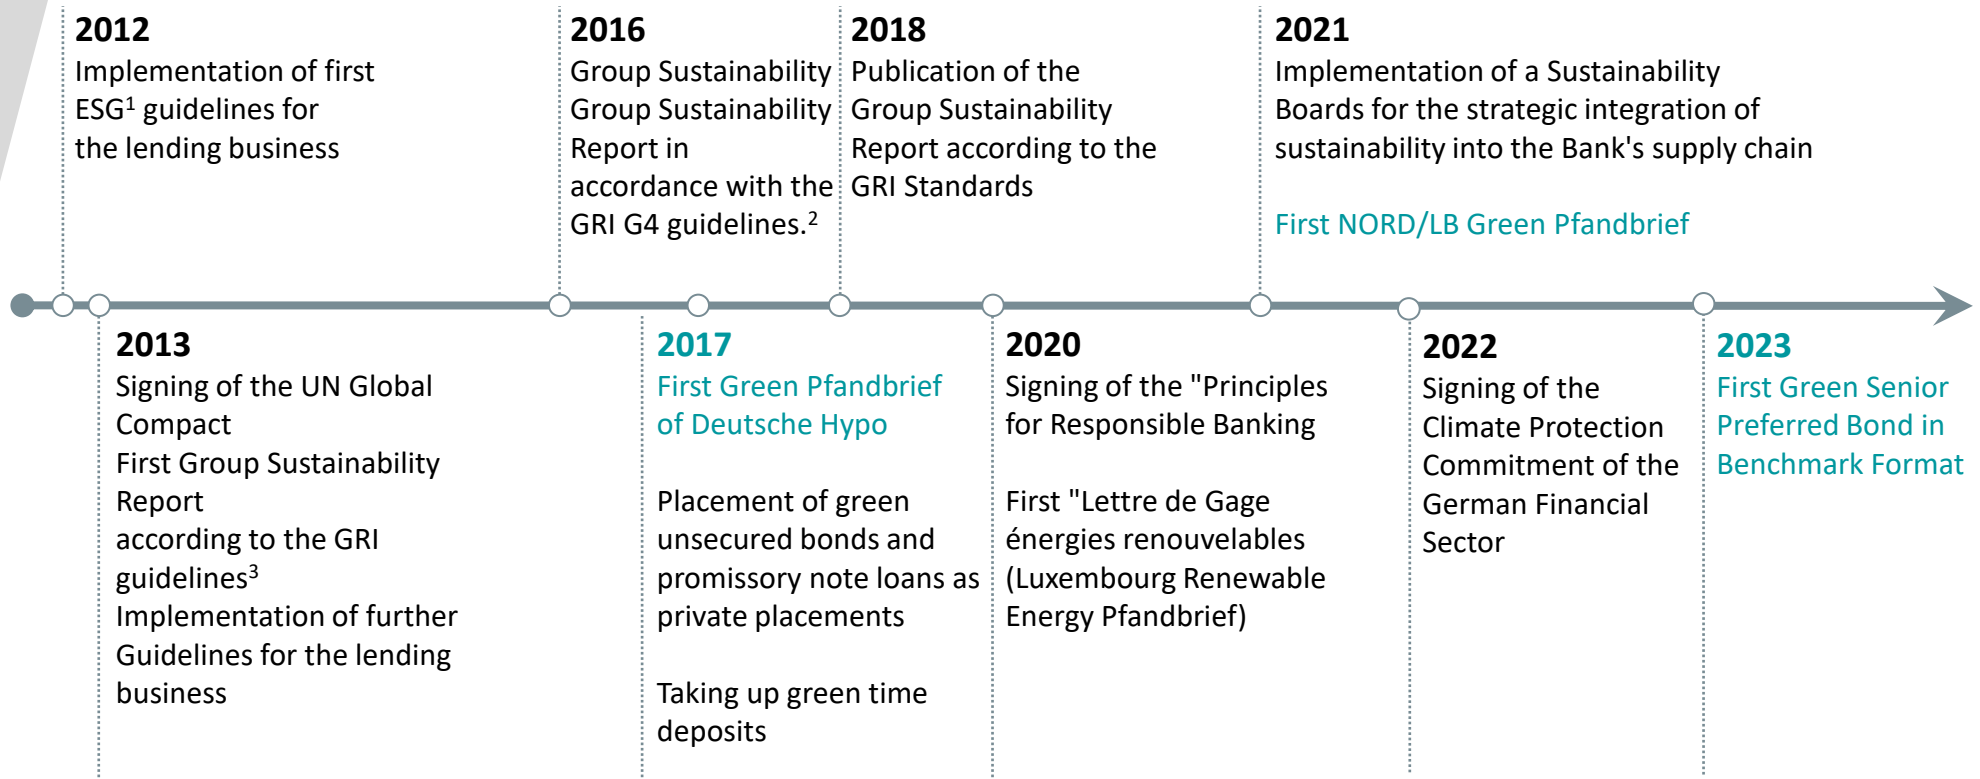 2012
Implementation of first
ESG¹ guidelines for
the lending business
2016
Group Sustainability
Group Sustainability
Report in
accordance with the
GRI G4 guidelines.²
2018
Publication of the
Group Sustainability
Report according to the
GRI Standards
2021
Implementation of a Sustainability
Boards for the strategic integration of
sustainability into the Bank's supply chain
First NORD/LB Green Pfandbrief
2013
Signing of the UN Global
Compact
First Group Sustainability
Report
according to the GRI
guidelines³
Implementation of further
Guidelines for the lending
business
2017
First Green Pfandbrief
of Deutsche Hypo
Placement of green
unsecured bonds and
promissory note loans as
private placements
Taking up green time
deposits
2020
Signing of the "Principles
for Responsible Banking
First "Lettre de Gage
énergies renouvelables
(Luxembourg Renewable
Energy Pfandbrief)
2022
Signing of the
Climate Protection
Commitment of the
German Financial
Sector
2023
First Green Senior
Preferred Bond in
Benchmark Format